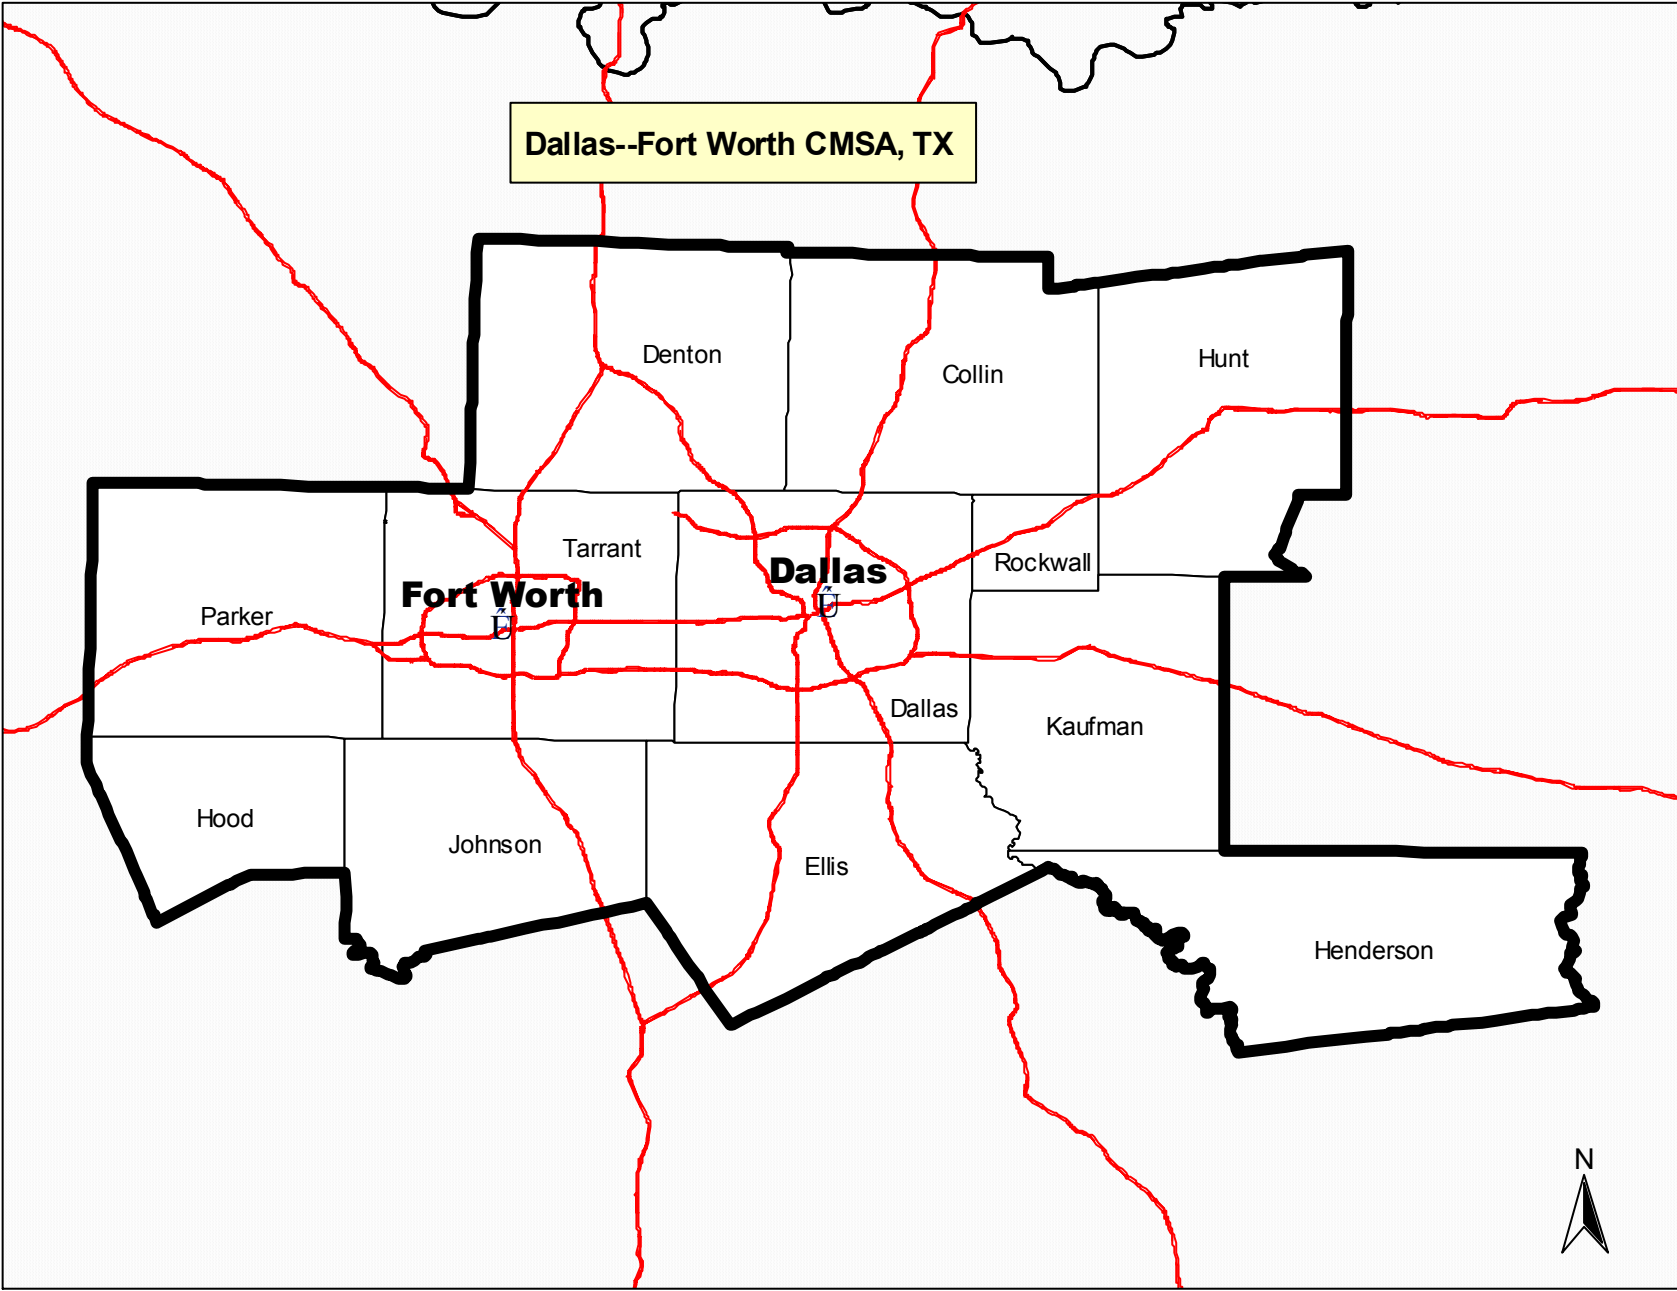 Dallas--Fort Worth CMSA, TX
Denton
Collin
Hunt
Tarrant
Rockwall
Dallas
Fort Worth
Parker
Dallas
Kaufman
Hood
Johnson
Ellis
Henderson
N